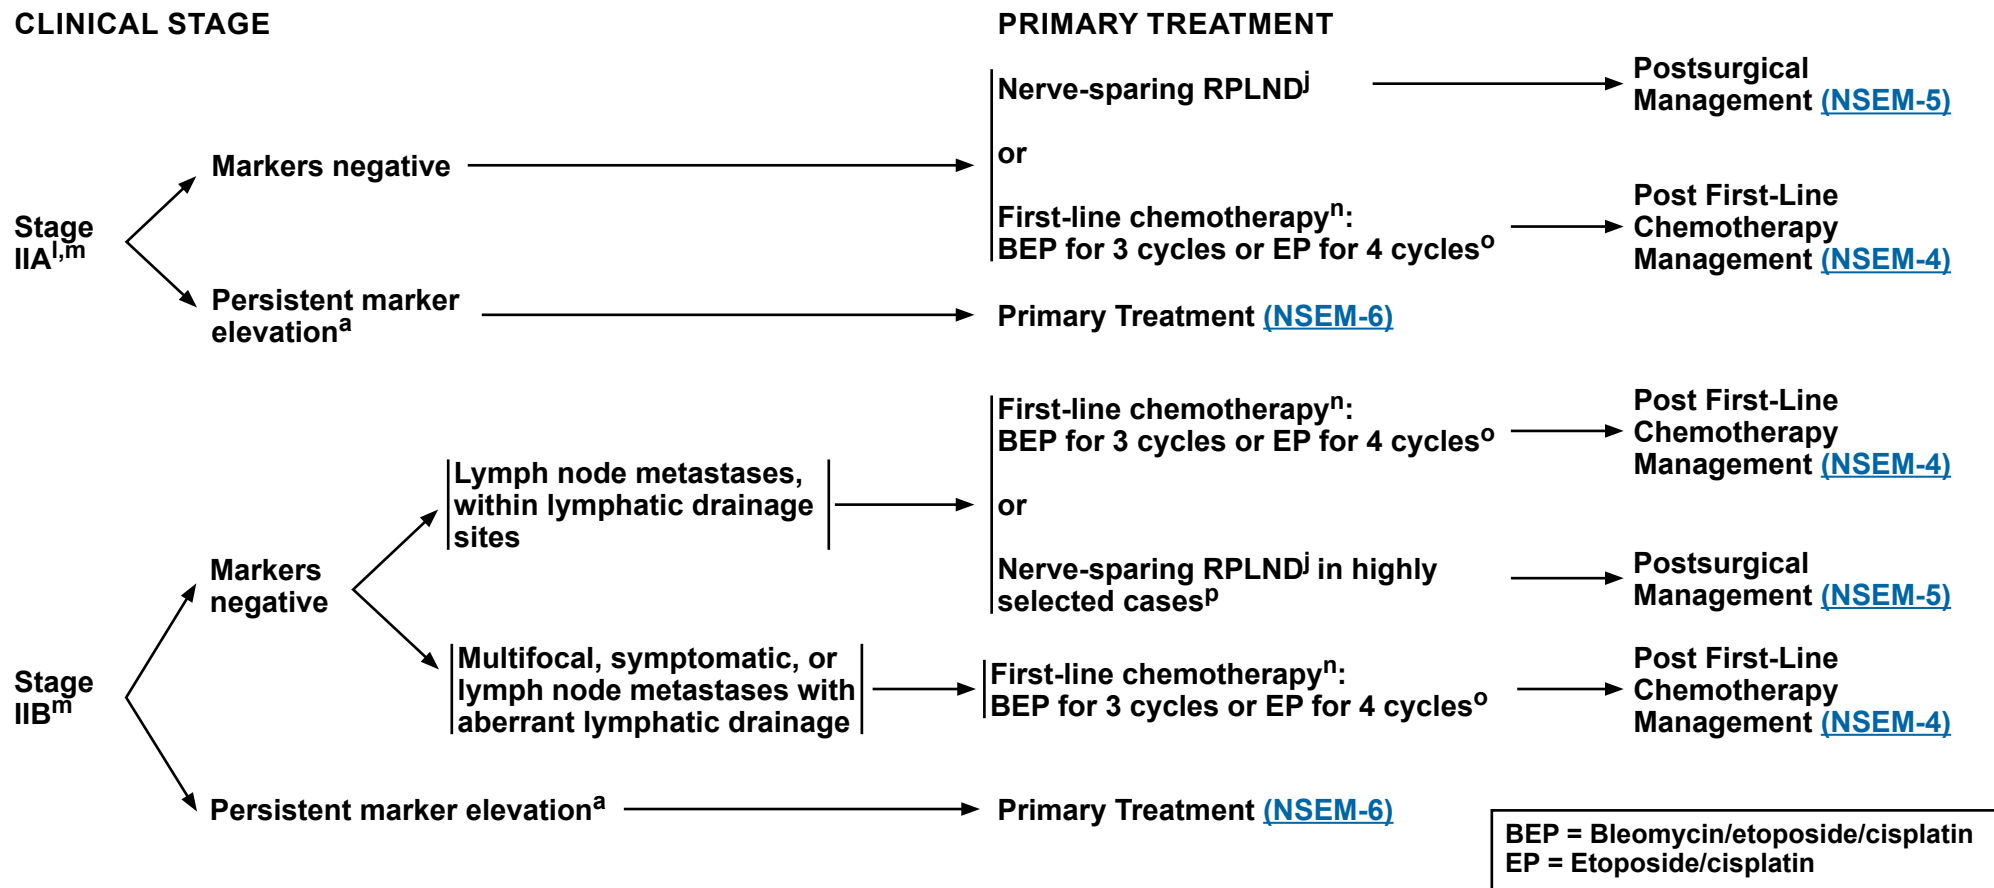 CLINICAL STAGE
PRIMARY TREATMENT
Stage
IIAl,m
Markers negative
Nerve-sparing RPLNDj
or
First-line chemotherapyn:
BEP for 3 cycles or EP for 4 cycleso
Postsurgical
Management (NSEM-5)
Post First-Line
Chemotherapy
Management (NSEM-4)
Persistent marker
elevationa
Primary Treatment (NSEM-6)
Stage
IIBm
Markers
negative
Lymph node metastases,
within lymphatic drainage
sites
First-line chemotherapyn:
BEP for 3 cycles or EP for 4 cycleso
or
Nerve-sparing RPLNDj in highly
selected casesp
Post First-Line
Chemotherapy
Management (NSEM-4)
Postsurgical
Management (NSEM-5)
Multifocal, symptomatic, or
lymph node metastases with
aberrant lymphatic drainage
First-line chemotherapyn:
BEP for 3 cycles or EP for 4 cycleso
Post First-Line
Chemotherapy
Management (NSEM-4)
Persistent marker elevationa
Primary Treatment (NSEM-6)
BEP = Bleomycin/etoposide/cisplatin
EP = Etoposide/cisplatin